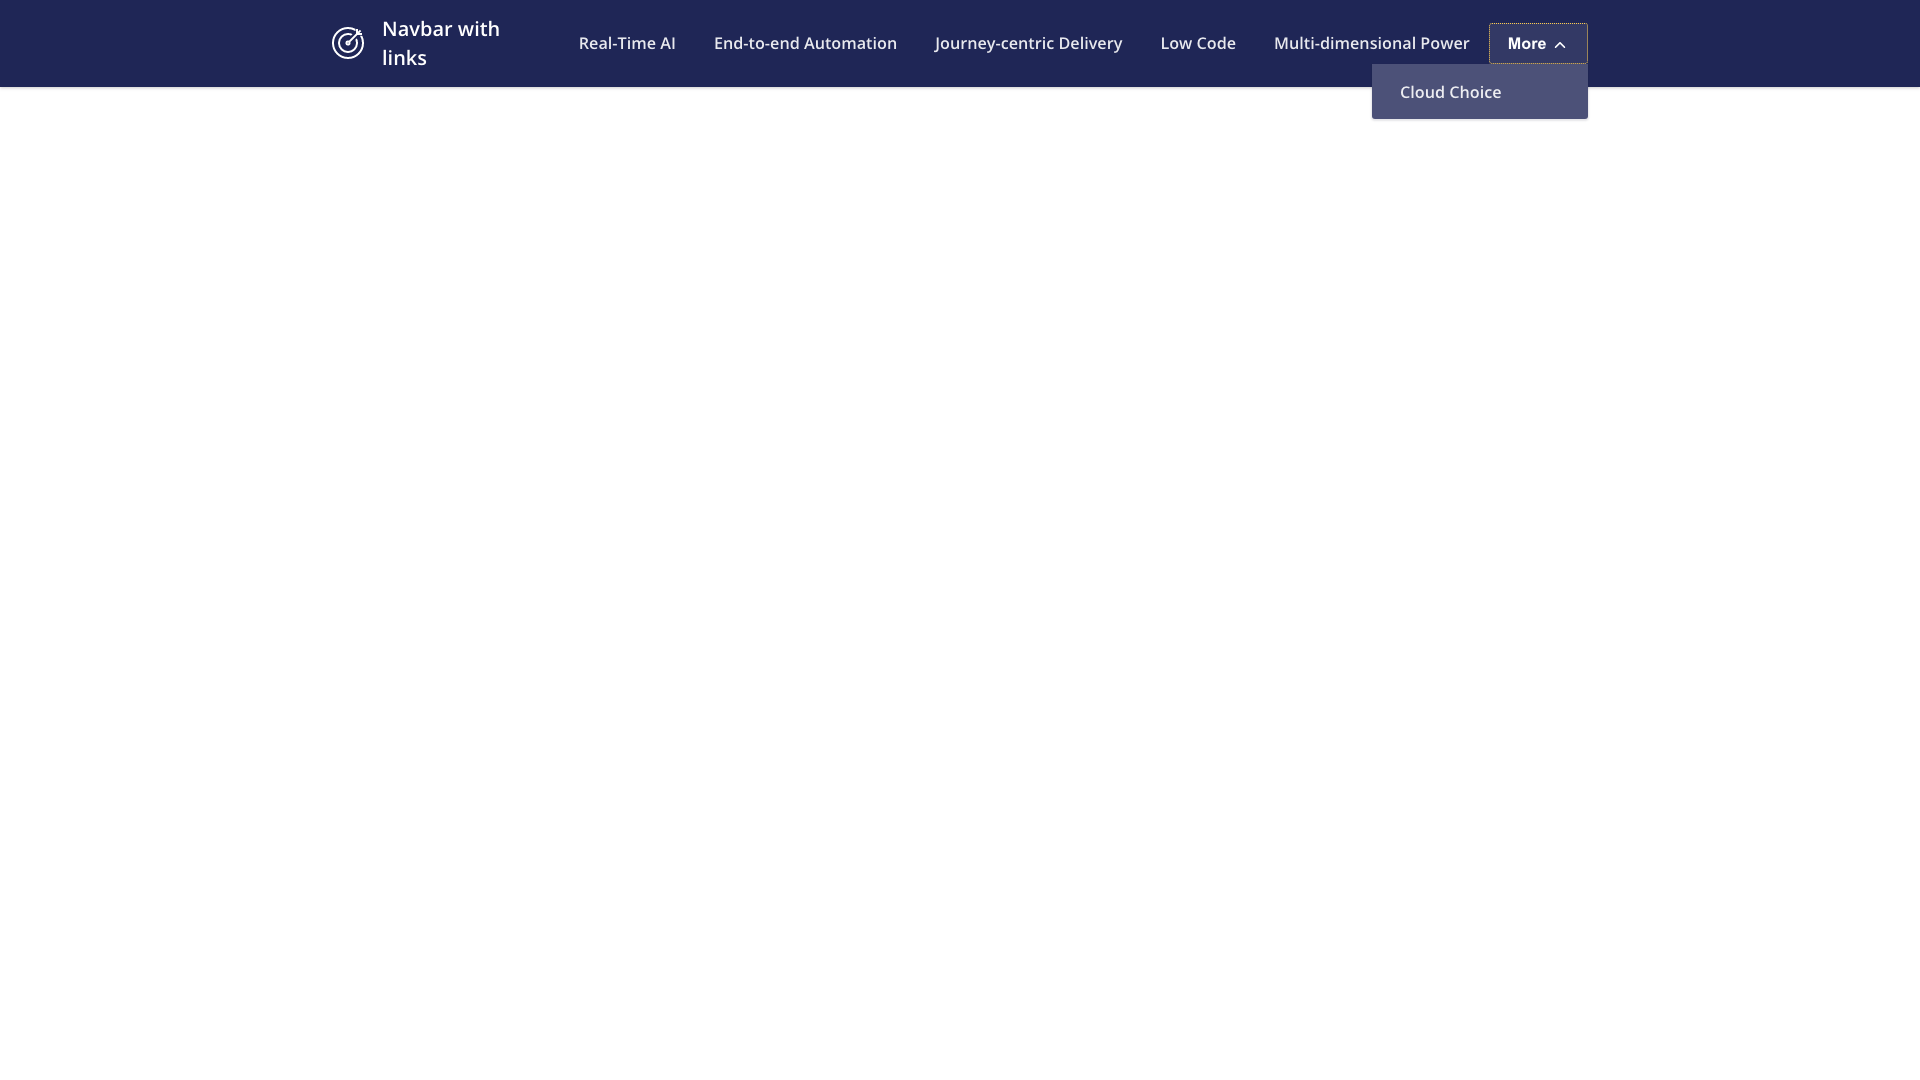 Navbar with
links
Real-Time AI
End-to-end Automation
Journey-centric Delivery
Low Code
Multi-dimensional Power
More
Cloud Choice